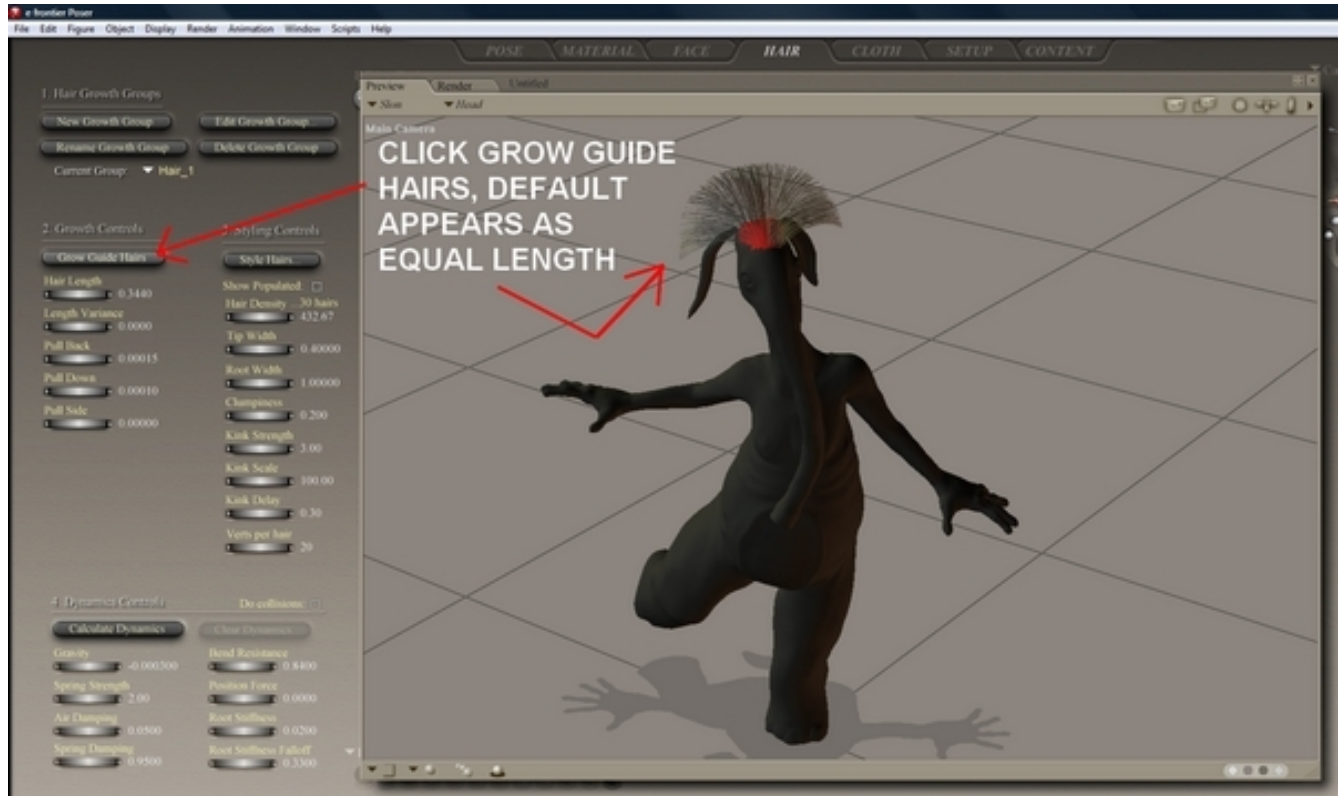 e frontier Poser
File Edit Figure Object Display Render Animation Window Scripts Help
POSE MATERIAL FACE HAIR CLOTH SETUP CONTENT
1. Hair Growth Groups
New Growth Group Edit Growth Group...
Rename Growth Group Delete Growth Group
Current Group: Hair_1
2. Growth Controls
Grow Guide Hairs
Hair Length
0.3440
Length Variance
0.0000
Pull Back
0.00015
Pull Down
0.00010
Pull Side
0.00000
3. Styling Controls
Style Hairs...
Show Populated:
Hair Density 30 hairs
432.67
Tip Width
0.40000
Root Width
1.00000
Clumpiness
0.200
Kink Strength
3.00
Kink Scale
100.00
Kink Delay
0.30
Verts per hair
20
4. Dynamics Controls Do collisions:
Calculate Dynamics Clear Dynamics
Gravity
Spring Strength
2.00
Air Damping
0.0500
Spring Damping
0.9500
Bend Resistance
0.8400
Position Force
0.0000
Root Stiffness
0.0200
Root Stiffness Falloff
0.3300
Preview Render Untitled
Head
Main Camera
CLICK GROW GUIDE
HAIRS, DEFAULT
APPEARS AS
EQUAL LENGTH